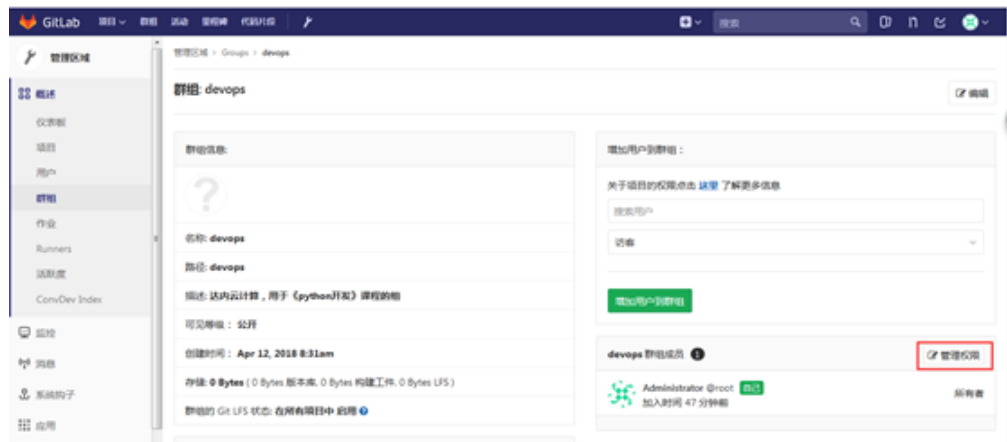 GitLab 项目 群组 活动 里程碑 代码片段 搜索
管理区域
概述
仪表板
项目
用户
群组
作业
Runners
活跃度
ConvDev Index
监控
消息
系统钩子
应用
管理区域 > Groups > devops
群组: devops
编辑
群组信息:
?
名称: devops
路径: devops
描述: 达内云计算，用于《python开发》课程的组
可见等级： 公开
创建时间： Apr 12, 2018 8:31am
存储: 0 Bytes ( 0 Bytes 版本库, 0 Bytes 构建工件, 0 Bytes LFS )
群组的 Git LFS 状态: 在所有项目中 启用
增加用户到群组：
关于项目的权限点击 这里 了解更多信息
搜索用户
访客
增加用户到群组
devops 群组成员 1
管理权限
Administrator @root 自己
所有者
加入时间 47 分钟前